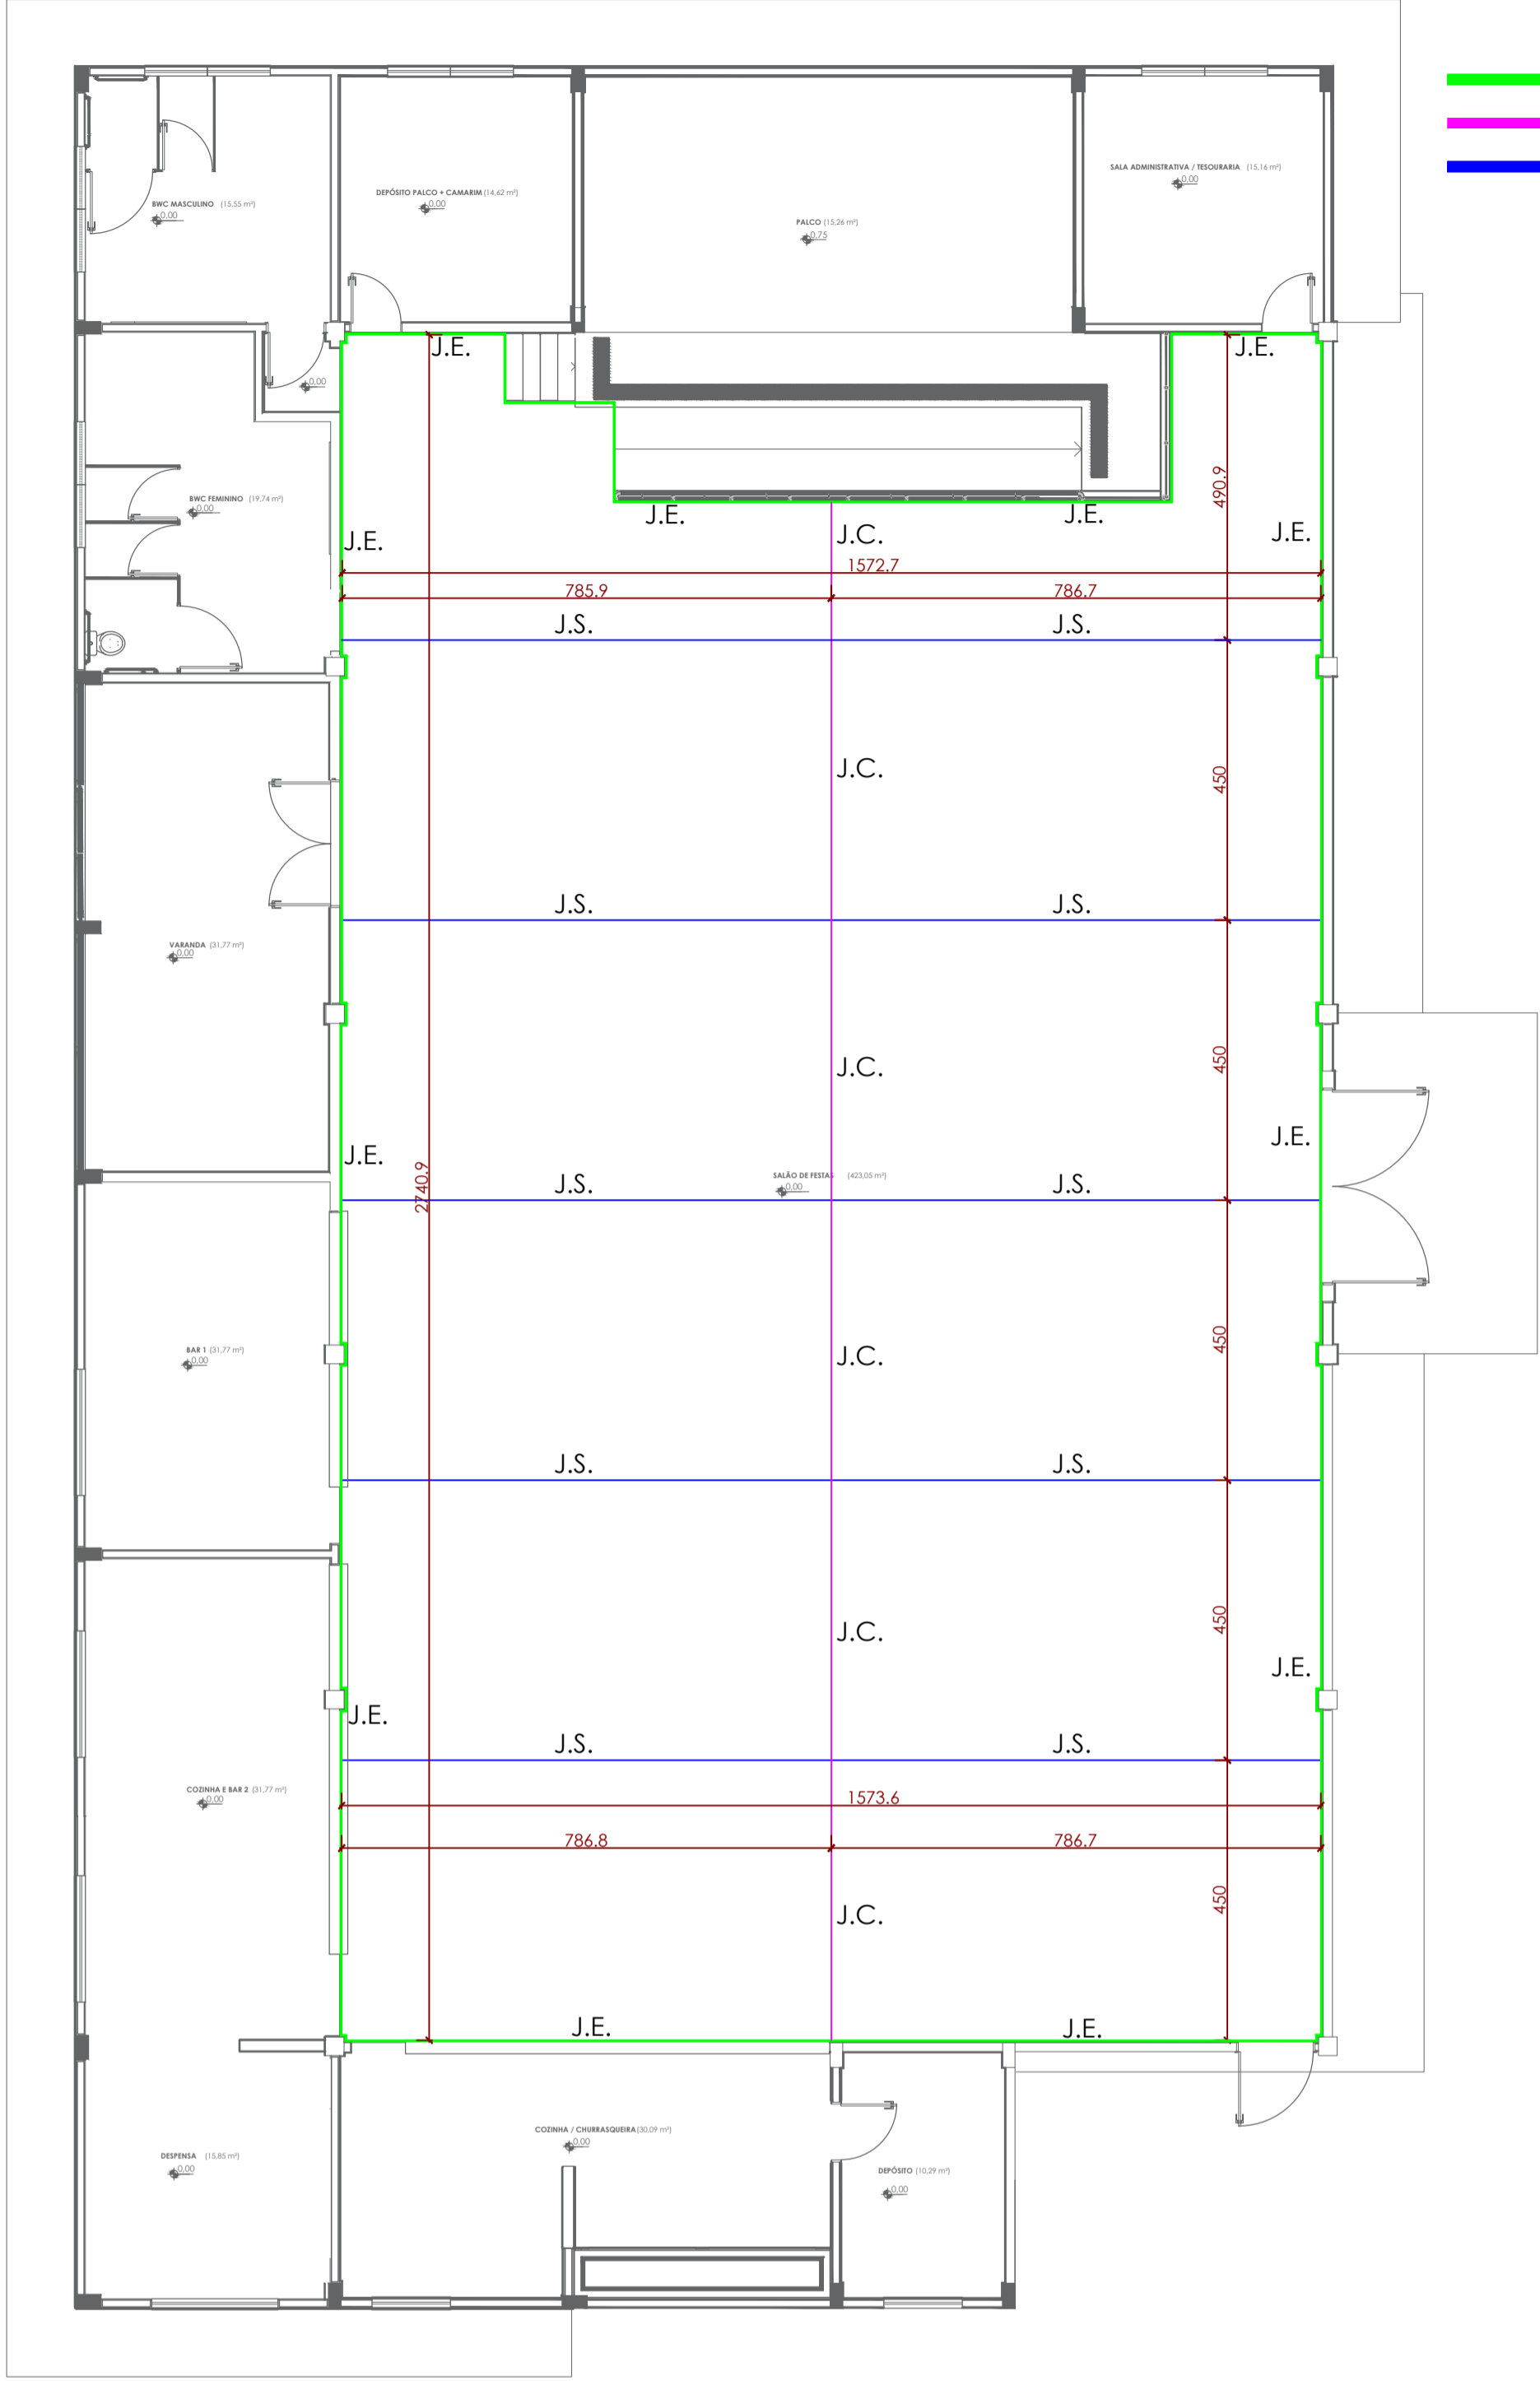 SALA ADMINISTRATIVA / TESOURARIA (15,16 m²)
0,00
DEPÓSITO PALCO + CAMARIM (14,62 m²)
0,00
BWC MASCULINO (15,55 m²)
0,00
PALCO (15,26 m²)
0,75
J.E.
J.E.
0,00
BWC FEMININO (19,74 m²)
0,00
490.9
J.E.
J.E.
J.E.
J.C.
J.E.
1572.7
785.9
786.7
J.S.
J.S.
J.C.
450
J.S.
J.S.
VARANDA (31,77 m²)
0,00
J.C.
450
J.E.
J.E.
2740.9
SALÃO DE FESTAS (423,05 m²)
0,00
J.S.
J.S.
BAR 1 (31,77 m²)
0,00
J.C.
450
J.S.
J.S.
J.C.
450
J.E.
J.E.
J.S.
J.S.
COZINHA E BAR 2 (31,77 m²)
0,00
1573.6
786.8
786.7
J.C.
450
J.E.
J.E.
COZINHA / CHURRASQUEIRA (30,09 m²)
0,00
DESPENSA (15,85 m²)
0,00
DEPÓSITO (10,29 m²)
0,00